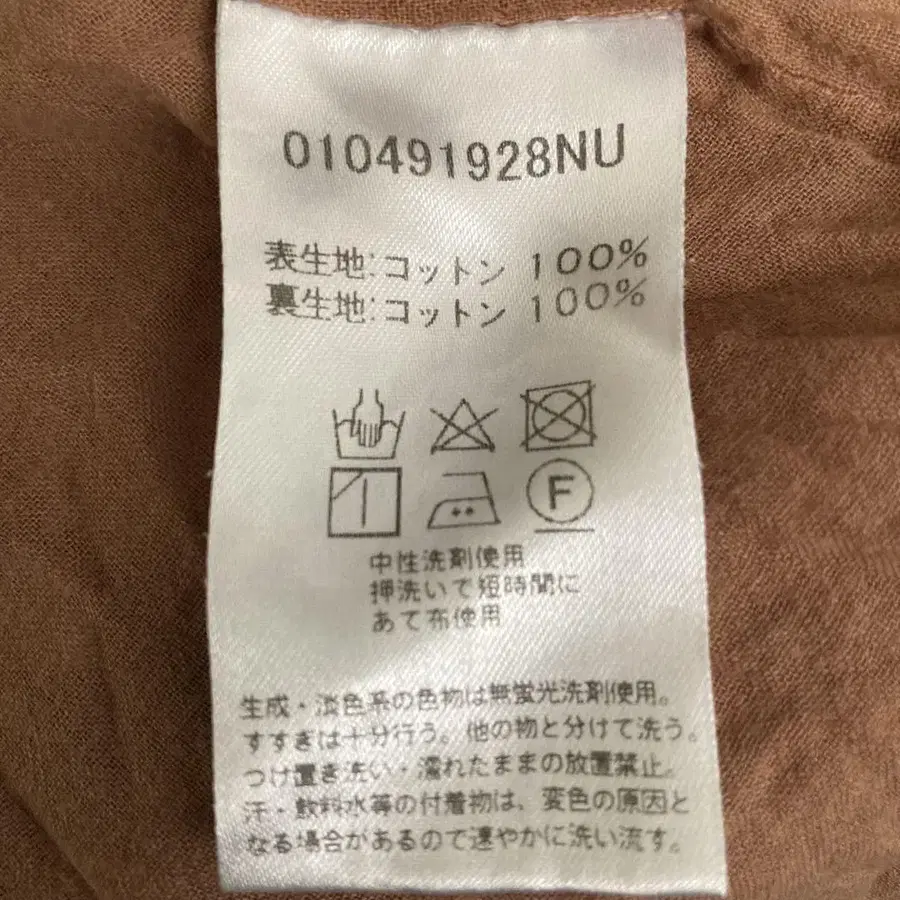 010491928NU
表生地:コットン 100%
裏生地:コットン 100%
F
中性洗剤使用
押洗いで短時間に
あて布使用
生成・淡色系の色物は無蛍光洗剤使用。
すすぎは十分行う。他の物と分けて洗う。
つけ置き洗い・濡れたままの放置禁止。
汗・飲料水等の付着物は、変色の原因と
なる場合があるので速やかに洗い流す。